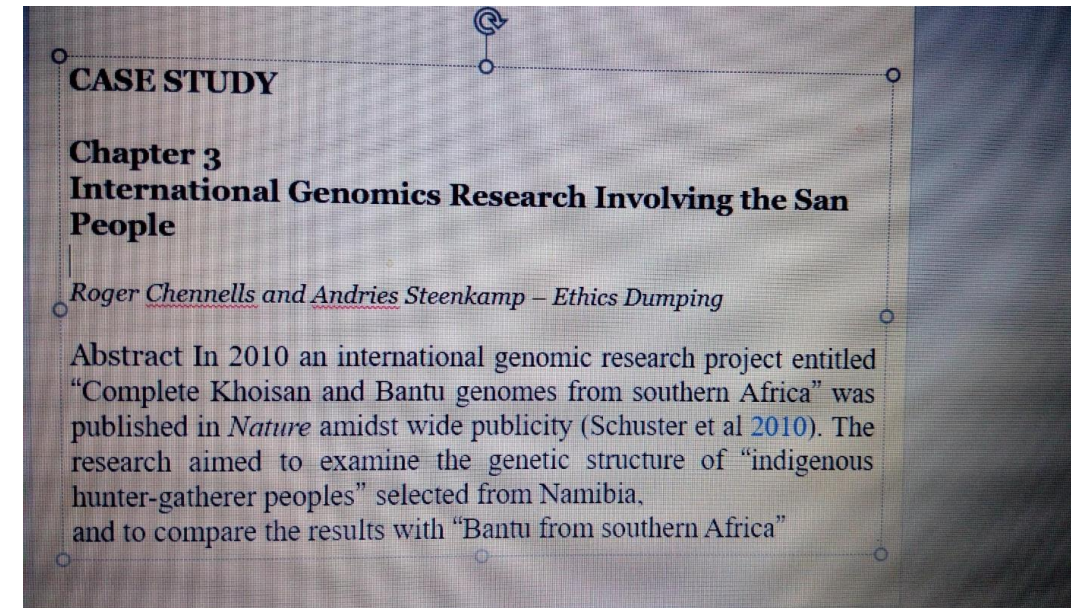 CASE STUDY
Chapter 3
International Genomics Research Involving the San
People
Roger Chennells and Andries Steenkamp – Ethics Dumping
Abstract In 2010 an international genomic research project entitled
“Complete Khoisan and Bantu genomes from southern Africa” was
published in Nature amidst wide publicity (Schuster et al 2010). The
research aimed to examine the genetic structure of “indigenous
hunter-gatherer peoples” selected from Namibia,
and to compare the results with “Bantu from southern Africa”